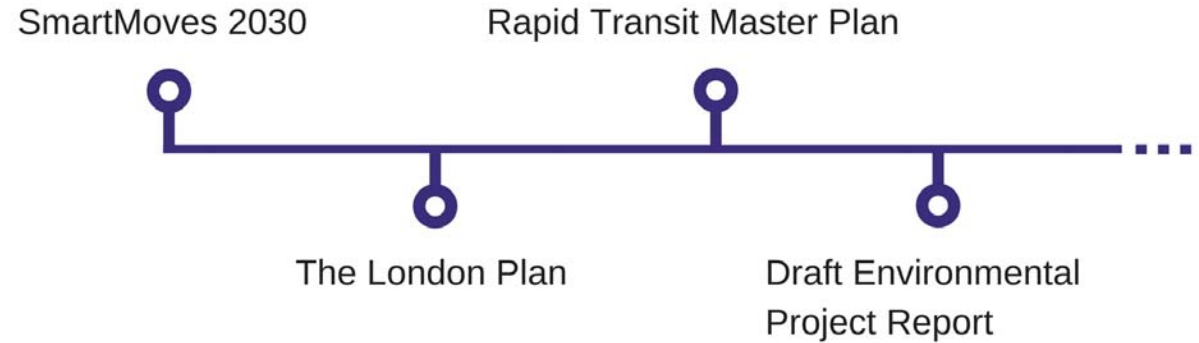 SmartMoves 2030
Rapid Transit Master Plan
The London Plan
Draft Environmental
Project Report